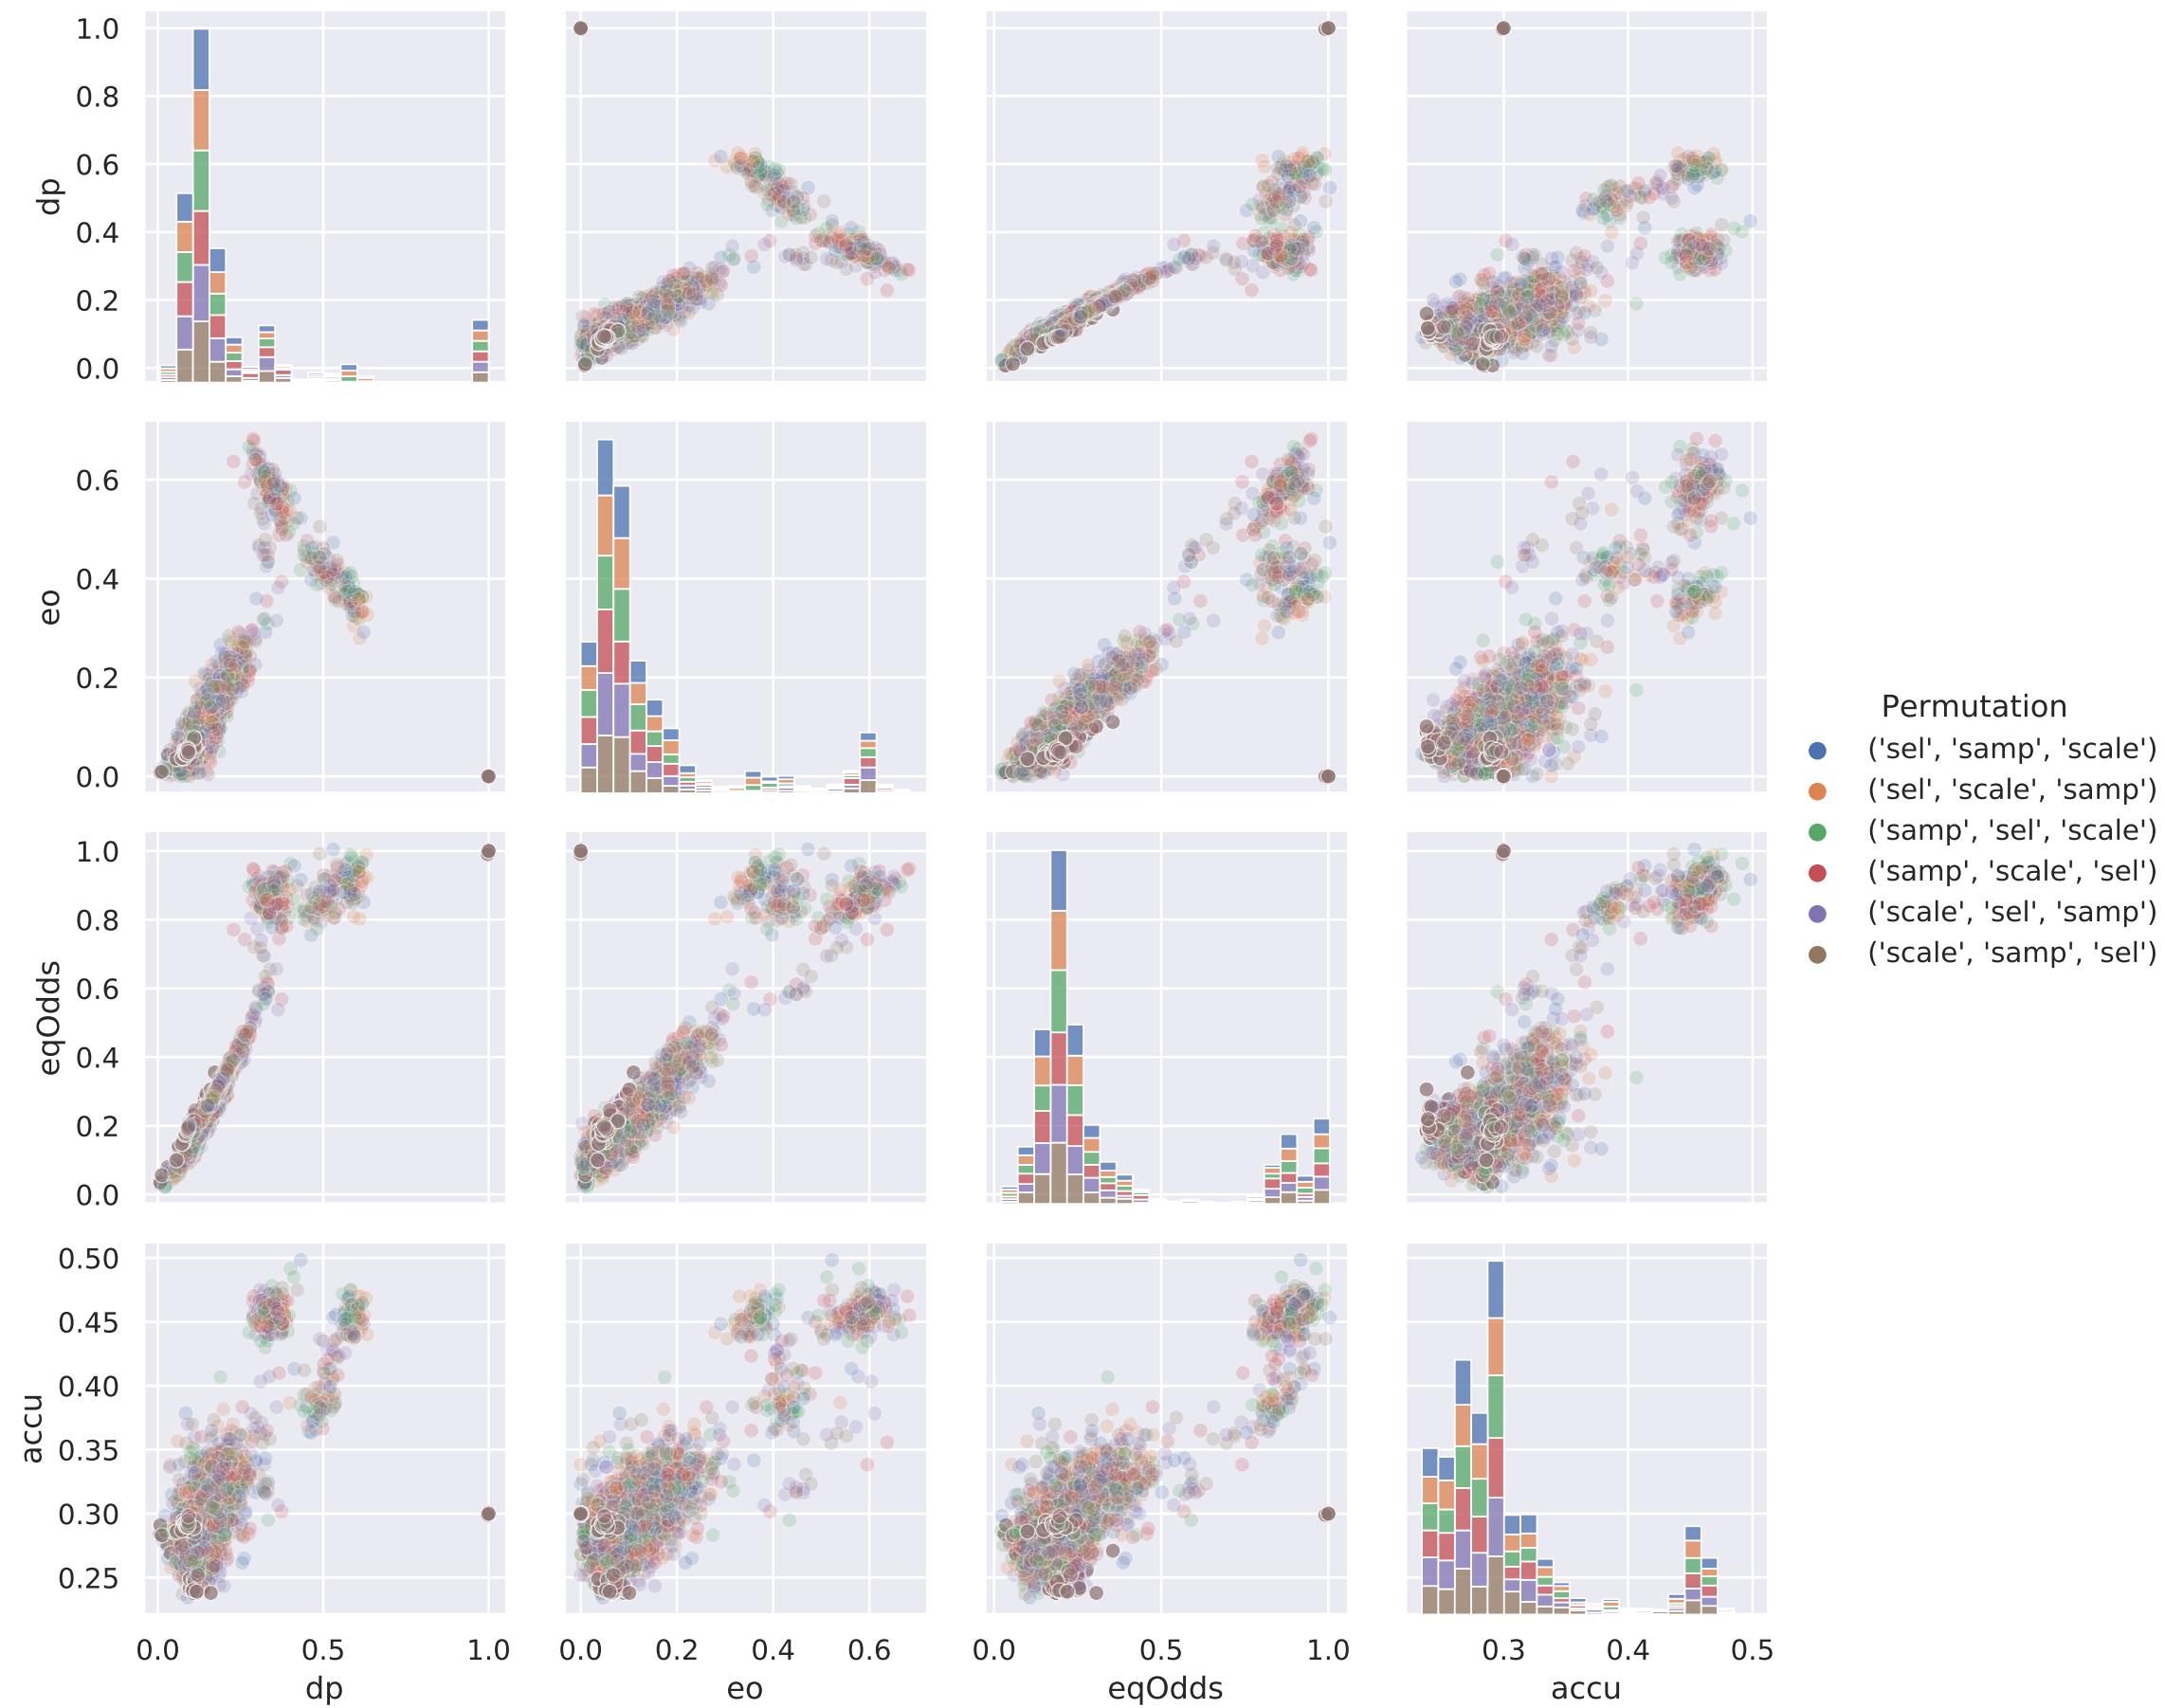 1.0
0.8
0.6
0.4
0.2
0.0
dp
0.6
0.4
0.2
0.0
eo
Permutation
('sel', 'samp', 'scale')
('sel', 'scale', 'samp')
('samp', 'sel', 'scale')
('samp', 'scale', 'sel')
('scale', 'sel', 'samp')
('scale', 'samp', 'sel')
1.0
0.8
0.6
0.4
0.2
0.0
eqOdds
0.50
0.45
0.40
0.35
0.30
0.25
accu
0.0 0.5 1.0
0.0 0.2 0.4 0.6
0.0 0.5 1.0
0.3 0.4 0.5
dp
eo
eqOdds
accu